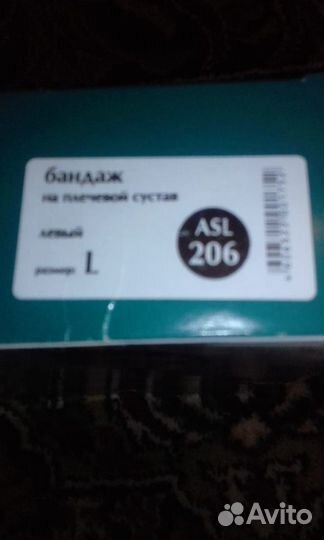 бандаж
на плечевой сустав
левый
размер L
ASL
206
Avito